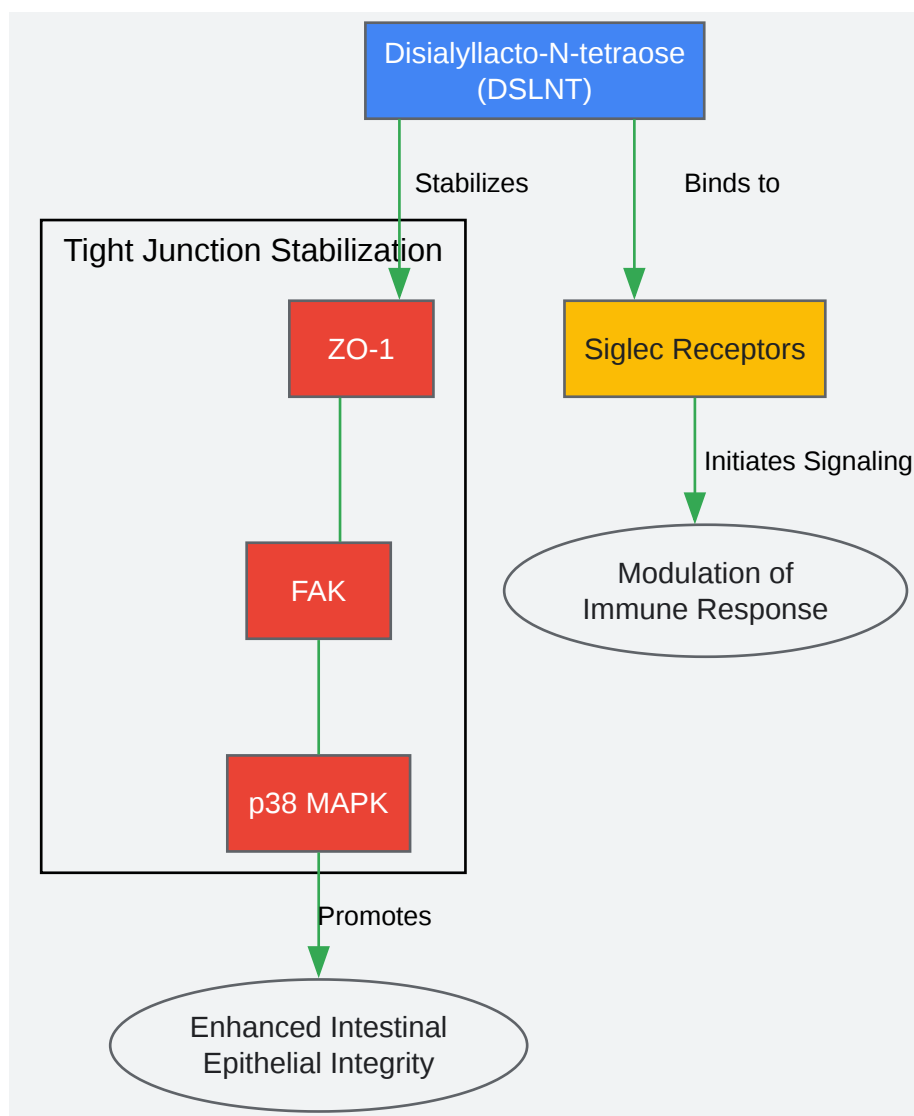 Disialyllacto-N-tetraose
(DSLNT)
Stabilizes
Binds to
Tight Junction Stabilization
ZO-1
Siglec Receptors
Initiates Signaling
FAK
Modulation of
Immune Response
p38 MAPK
Promotes
Enhanced Intestinal
Epithelial Integrity